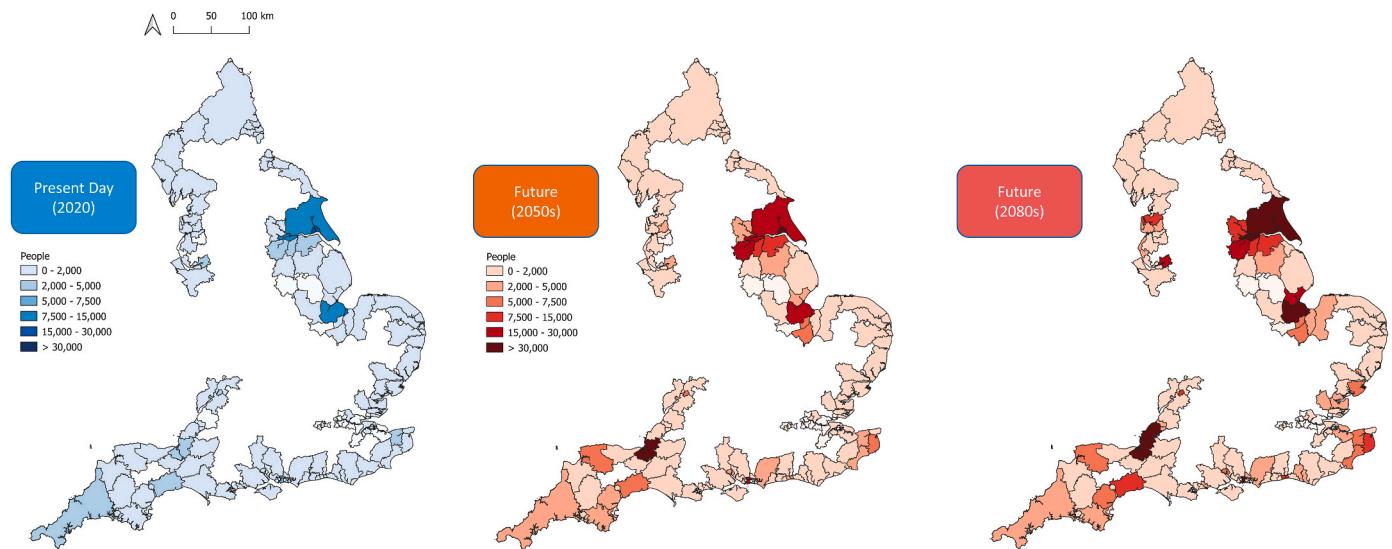 0 50 100 km
Present Day
(2020)
People
0 - 2,000
2,000 - 5,000
5,000 - 7,500
7,500 - 15,000
15,000 - 30,000
> 30,000
Future
(2050s)
People
0 - 2,000
2,000 - 5,000
5,000 - 7,500
7,500 - 15,000
15,000 - 30,000
> 30,000
Future
(2080s)